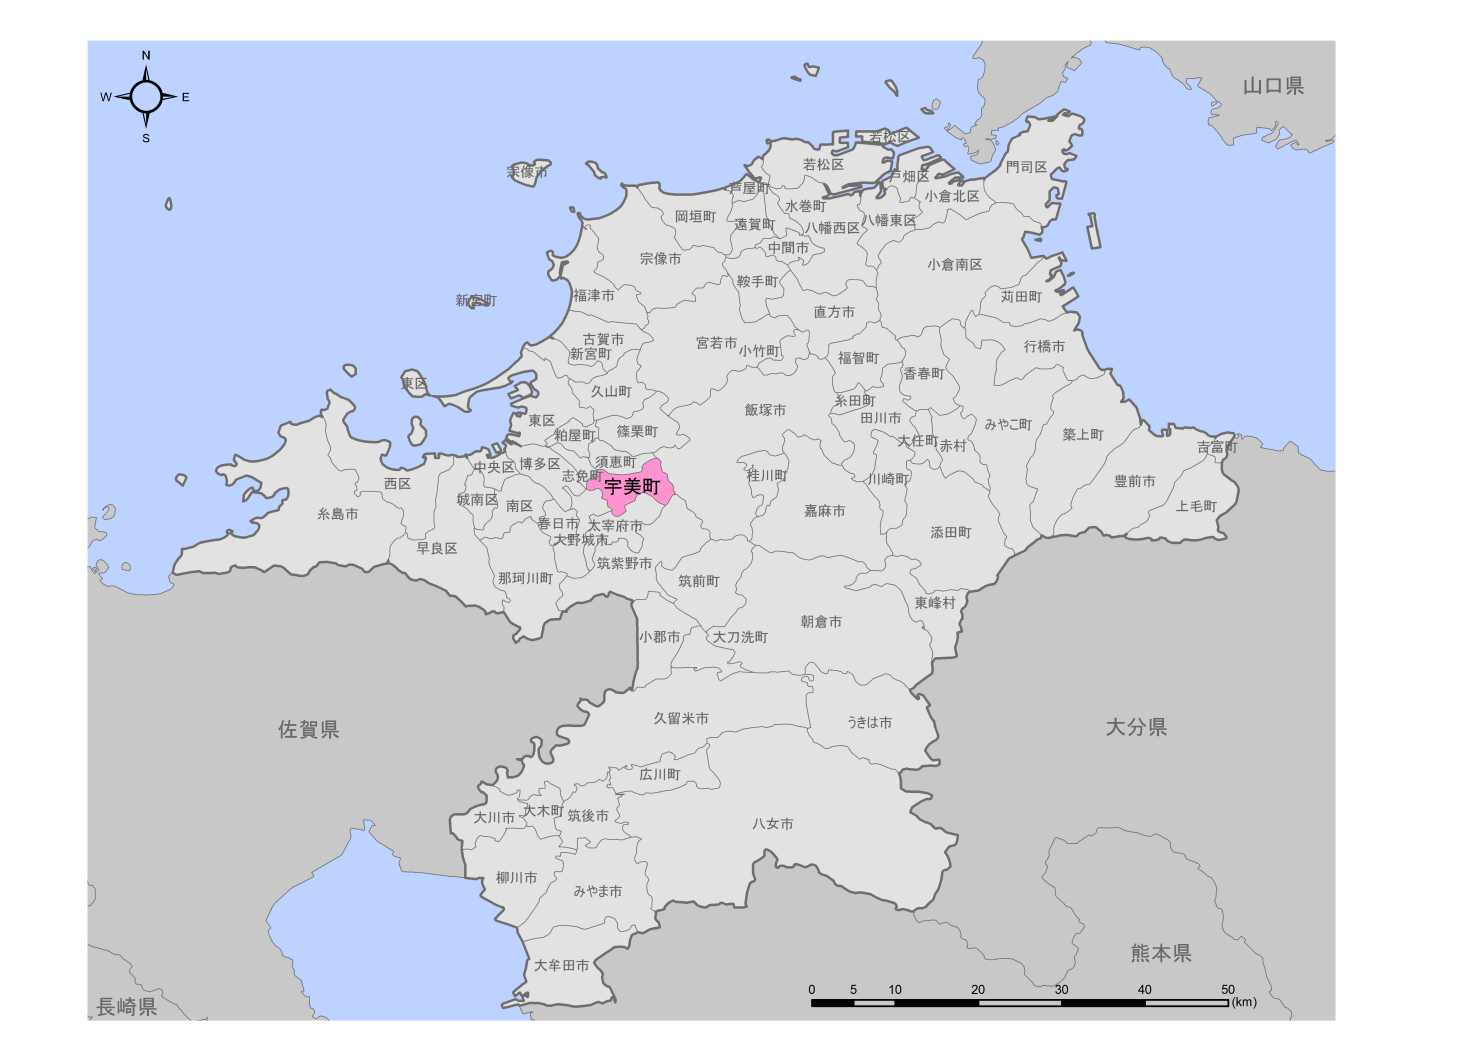 N
W E
S
山口県
若松区
若松区
門司区
宗像市
戸畑区
芦屋町
小倉北区
水巻町
岡垣町
遠賀町
八幡西区
八幡東区
中間市
宗像市
小倉南区
鞍手町
福津市
新宮町
苅田町
直方市
古賀市
新宮町
宮若市
小竹町
行橋市
福智町
香春町
東区
久山町
糸田町
飯塚市
田川市
みやこ町
東区
粕屋町
篠栗町
大任町
赤村
築上町
吉富町
中央区
博多区
須恵町
志免町
宇美町
桂川町
川崎町
西区
豊前市
城南区
南区
糸島市
嘉麻市
上毛町
春日市
太宰府市
大野城市
添田町
早良区
筑紫野市
那珂川町
筑前町
東峰村
朝倉市
小郡市
大刀洗町
久留米市
うきは市
佐賀県
大分県
広川町
大川市
大木町
筑後市
八女市
柳川市
みやま市
熊本県
大牟田市
長崎県
0 5 10 20 30 40 50
(km)